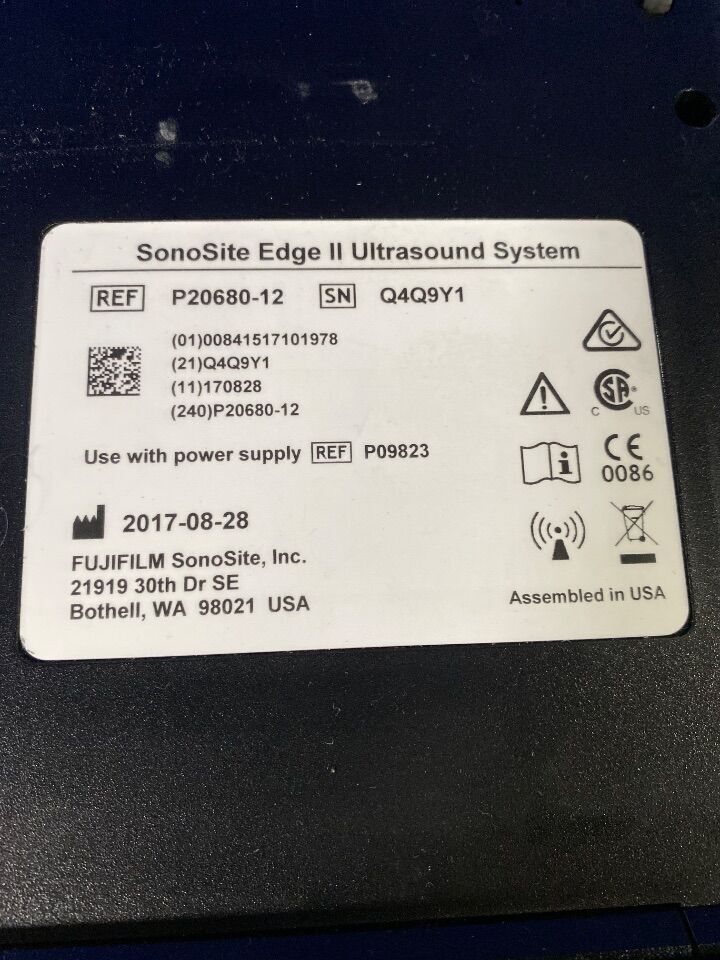 SonoSite Edge II Ultrasound System
REF P20680-12 SN Q4Q9Y1
(01)00841517101978
(21)Q4Q9Y1
(11)170828
(240)P20680-12
Use with power supply REF P09823
2017-08-28
FUJIFILM SonoSite, Inc.
21919 30th Dr SE
Bothell, WA 98021 USA
SA
C US
CE
0086
Assembled in USA